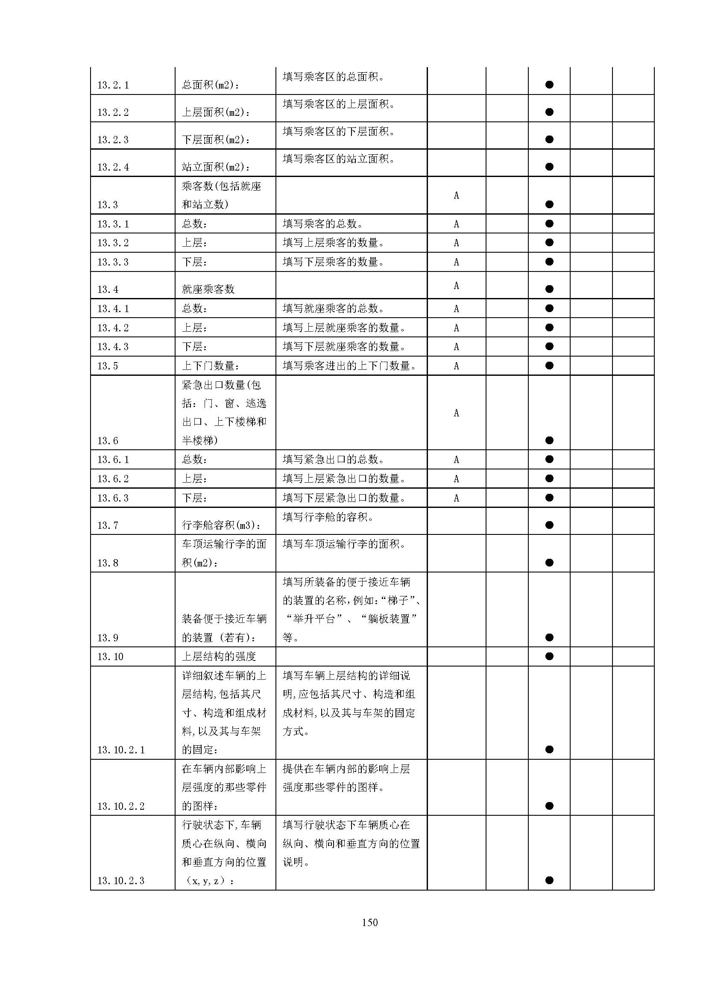 填写乘客区的总面积。
13.2.1 总面积(m2): ●
填写乘客区的上层面积。
13.2.2 上层面积(m2): ●
填写乘客区的下层面积。
13.2.3 下层面积(m2): ●
填写乘客区的站立面积。
13.2.4 站立面积(m2): ●
乘客数(包括就座
A
13.3 和站立数) ●
13.3.1 总数: 填写乘客的总数。 A ●
13.3.2 上层: 填写上层乘客的数量。 A ●
13.3.3 下层: 填写下层乘客的数量。 A ●
13.4 就座乘客数 A ●
13.4.1 总数: 填写就座乘客的总数。 A ●
13.4.2 上层: 填写上层就座乘客的数量。 A ●
13.4.3 下层: 填写下层就座乘客的数量。 A ●
13.5 上下门数量: 填写乘客进出的上下门数量。 A ●
紧急出口数量(包
括: 门、窗、逃逸
A
出口、上下楼梯和
13.6 半楼梯) ●
13.6.1 总数: 填写紧急出口的总数。 A ●
13.6.2 上层: 填写上层紧急出口的数量。 A ●
13.6.3 下层: 填写下层紧急出口的数量。 A ●
填写行李舱的容积。
13.7 行李舱容积(m3): ●
车顶运输行李的面 填写车顶运输行李的面积。
13.8 积(m2): ●
填写所装备的便于接近车辆
的装置的名称,例如:“梯子”、
装备便于接近车辆 “举升平台”、“躺板装置”
13.9 的装置 (若有): 等。 ●
13.10 上层结构的强度 ●
详细叙述车辆的上 填写车辆上层结构的详细说
层结构,包括其尺 明,应包括其尺寸、构造和组
寸、构造和组成材 成材料,以及其与车架的固定
料,以及其与车架 方式。
13.10.2.1 的固定: ●
在车辆内部影响上 提供在车辆内部的影响上层
层强度的那些零件 强度那些零件的图样。
13.10.2.2 的图样: ●
行驶状态下,车辆 填写行驶状态下车辆质心在
质心在纵向、横向 纵向、横向和垂直方向的位置
和垂直方向的位置 说明。
13.10.2.3 （x,y,z）: ●
150